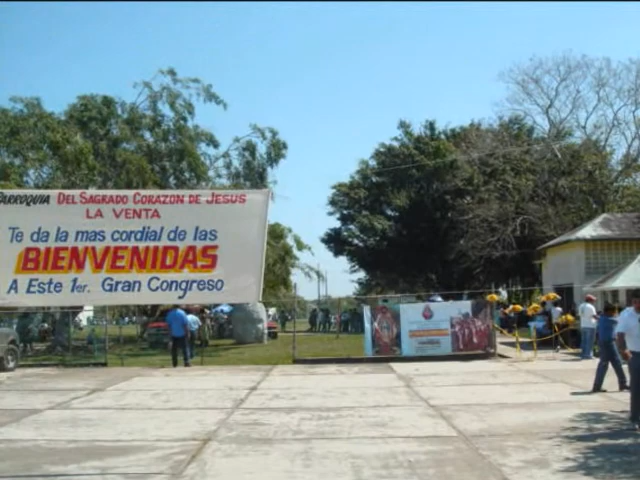 PARROQUIA DEL SAGRADO CORAZON DE JESUS
LA VENTA
Te da la mas cordial de las
BIENVENIDAS
A Este 1er. Gran Congreso